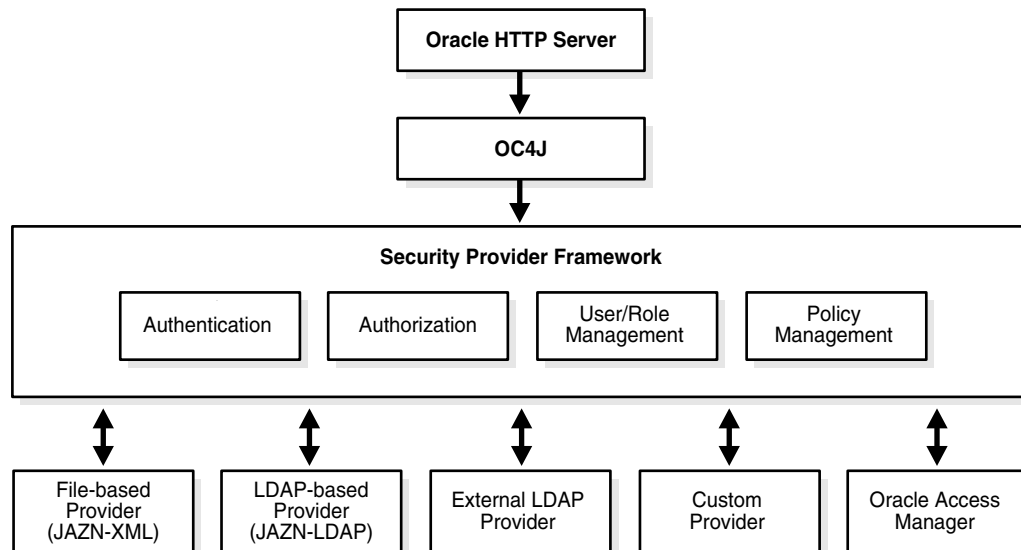 Oracle HTTP Server
OC4J
Security Provider Framework
Authentication
Authorization
User/Role
Management
Policy
Management
File-based
Provider
(JAZN-XML)
LDAP-based
Provider
(JAZN-LDAP)
External LDAP
Provider
Custom
Provider
Oracle Access
Manager